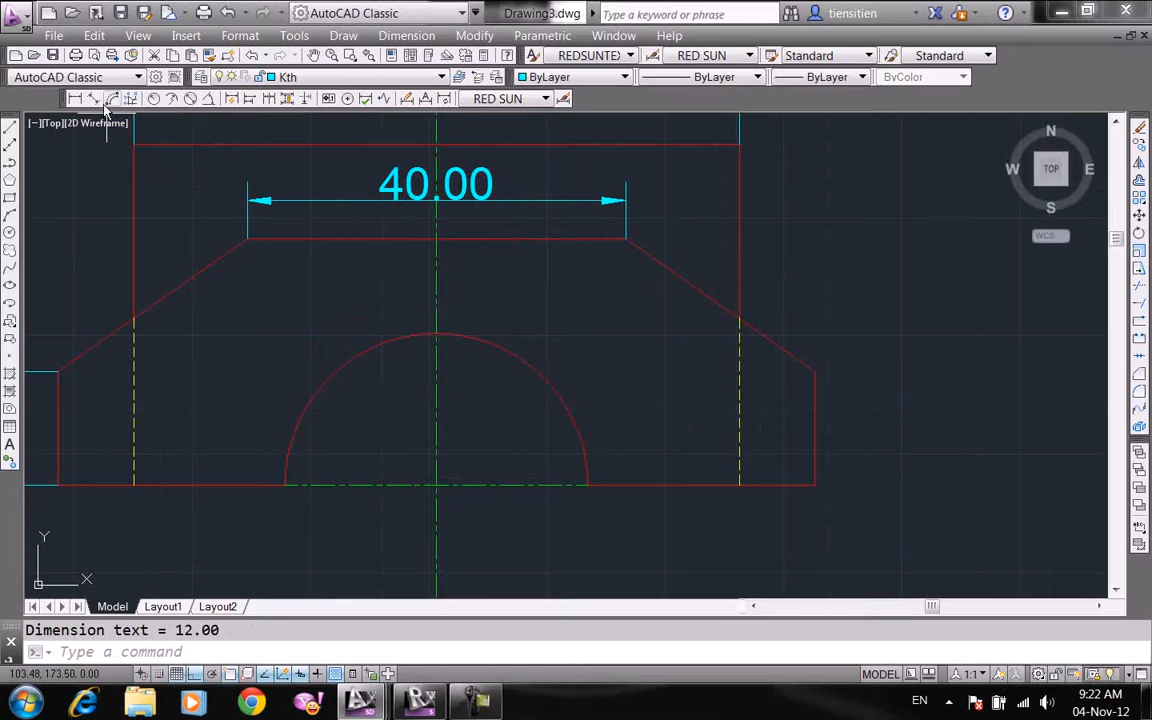 AutoCAD Classic
Drawing3.dwg
Type a keyword or phrase
tiensitien
File Edit View Insert Format Tools Draw Dimension Modify Parametric Window Help
REDSUNTE RED SUN Standard Standard
AutoCAD Classic Kth ByLayer ByLayer ByLayer ByColor
RED SUN
[−][Top][2D Wireframe]
N
W TOP E
S
WCS
40.00
Y
X
Model Layout1 Layout2
Dimension text = 12.00
Type a command
103.48, 173.50, 0.00 MODEL 1:1
EN 9:22 AM
04-Nov-12